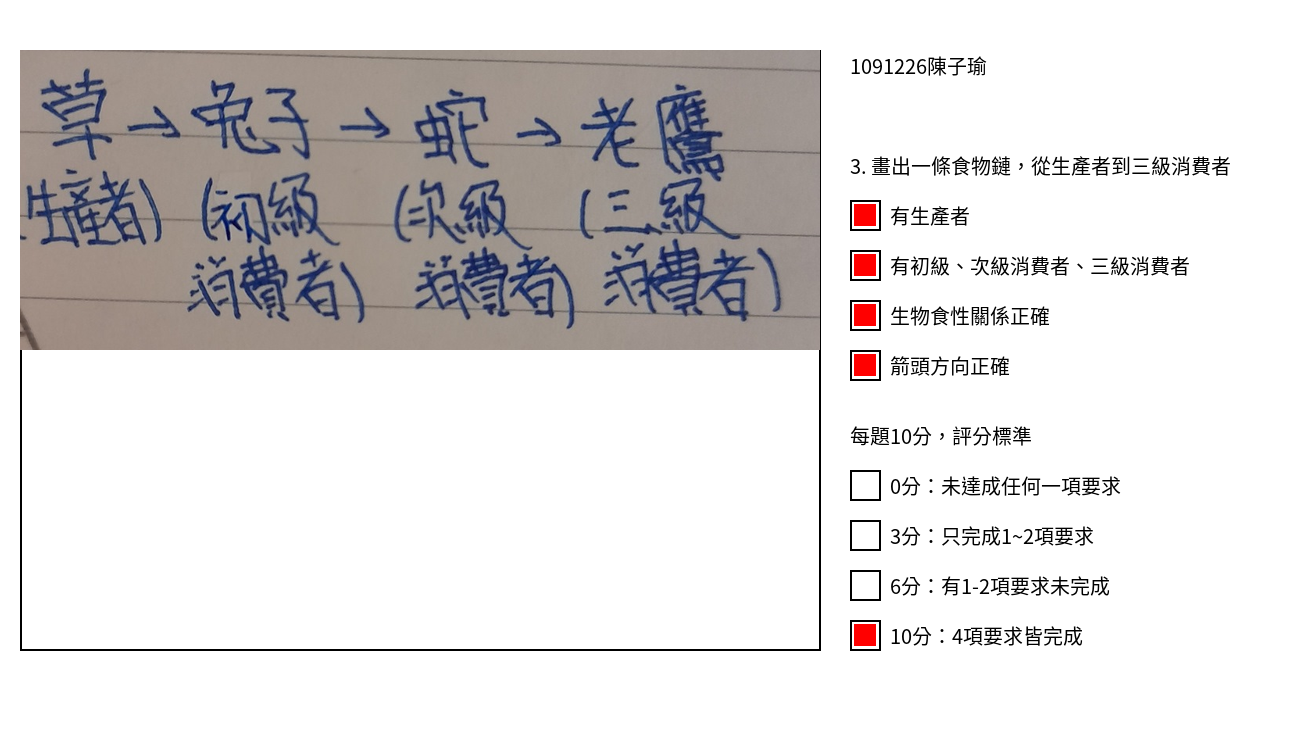 草→兔子→蛇→老鷹
生產者) (初級 (次級 (三級
消費者) 消費者) 消費者)
1091226陳子瑜
3. 畫出一條食物鏈，從生產者到三級消費者
有生產者
有初級、次級消費者、三級消費者
生物食性關係正確
箭頭方向正確
每題10分，評分標準
0分：未達成任何一項要求
3分：只完成1~2項要求
6分：有1-2項要求未完成
10分：4項要求皆完成